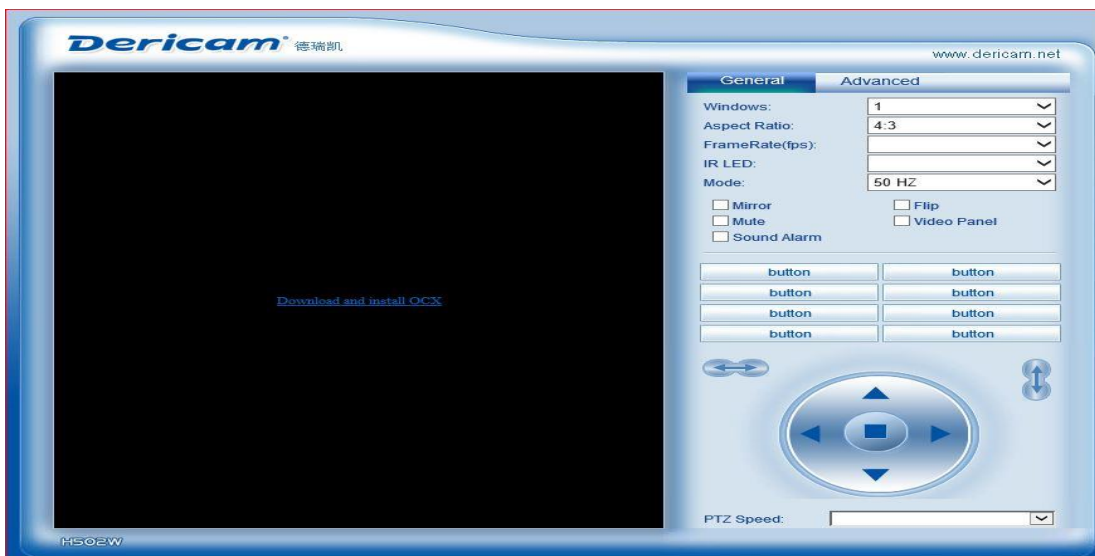 Dericam 德瑞凯
www.dericam.net
General Advanced
Windows: 1
Aspect Ratio: 4:3
FrameRate(fps):
IR LED:
Mode: 50 HZ
Mirror Flip
Mute Video Panel
Sound Alarm
button button
button button
button button
button button
Download and install OCX
PTZ Speed:
H502W